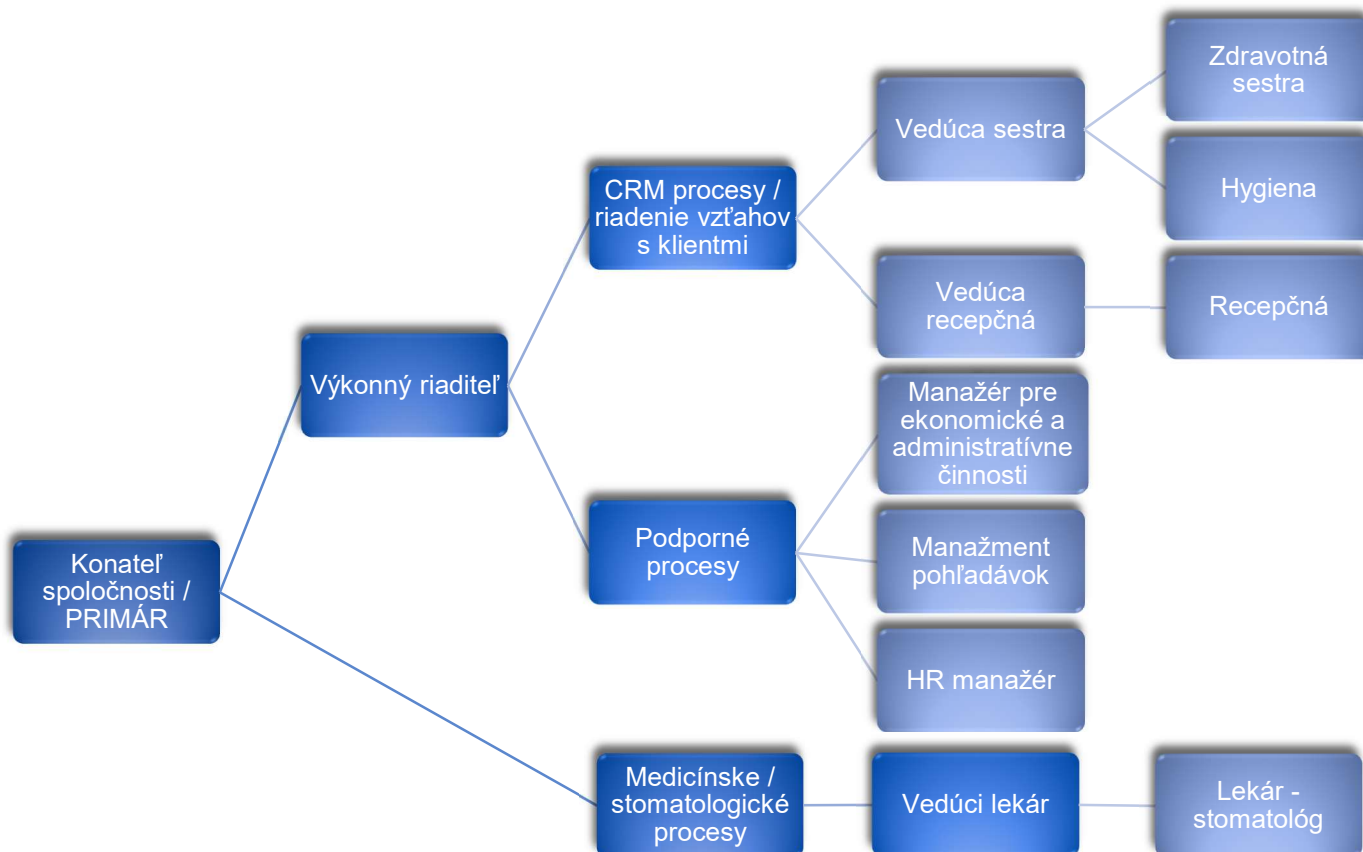 Zdravotná
sestra
Vedúca sestra
Hygiena
CRM procesy /
riadenie vzťahov
s klientmi
Vedúca
recepčná
Recepčná
Výkonný riaditeľ
Manažér pre
ekonomické a
administratívne
činnosti
Podporné
procesy
Manažment
pohľadávok
Konateľ
spoločnosti /
PRIMÁR
HR manažér
Medicínske /
stomatologické
procesy
Vedúci lekár
Lekár -
stomatológ